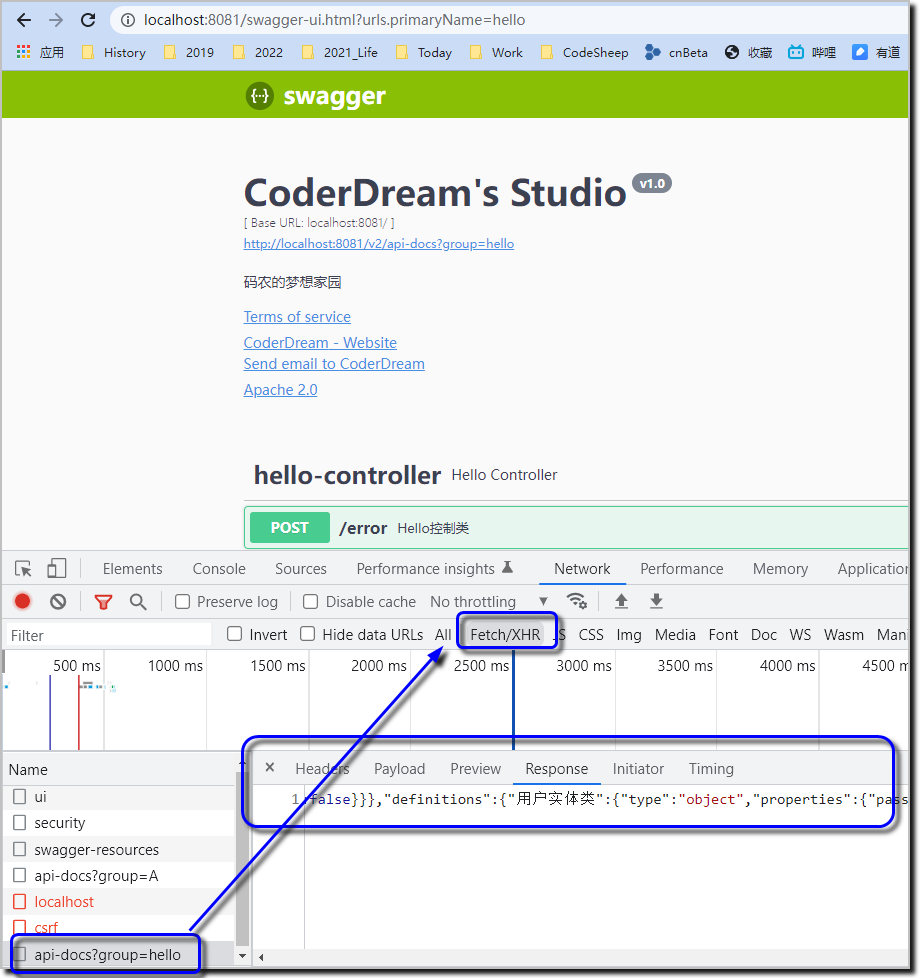 localhost:8081/swagger-ui.html?urls.primaryName=hello
应用 History 2019 2022 2021_Life Today Work CodeSheep cnBeta 收藏 哔哩 有道
{···} swagger
CoderDream's Studio v1.0
[ Base URL: localhost:8081/ ]
http://localhost:8081/v2/api-docs?group=hello
码农的梦想家园
Terms of service
CoderDream - Website
Send email to CoderDream
Apache 2.0
hello-controller Hello Controller
POST /error Hello控制类
Elements Console Sources Performance insights Network Performance Memory Application
Preserve log Disable cache No throttling
Filter Invert Hide data URLs All Fetch/XHR JS CSS Img Media Font Doc WS Wasm Mani
500 ms 1000 ms 1500 ms 2000 ms 2500 ms 3000 ms 3500 ms 4000 ms 4500 m
Name Headers Payload Preview Response Initiator Timing
1 false}}},"definitions":{"用户实体类":{"type":"object","properties":{"pass
ui
security
swagger-resources
api-docs?group=A
localhost
csrf
api-docs?group=hello